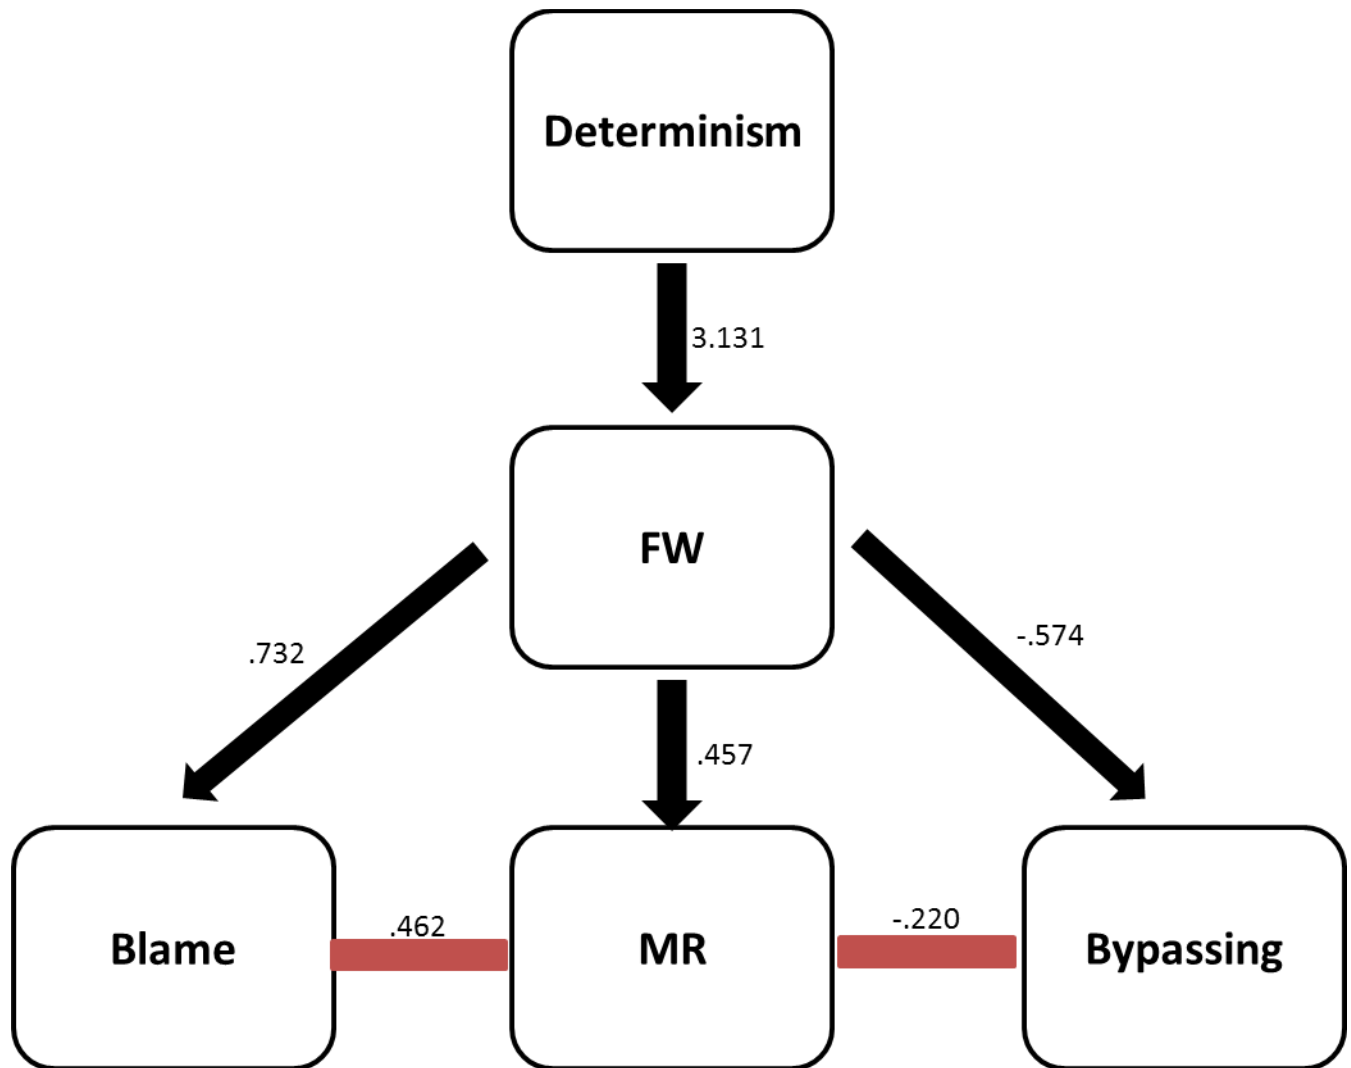 Determinism
3.131
FW
.732
-.574
.457
.462
-.220
Blame
MR
Bypassing